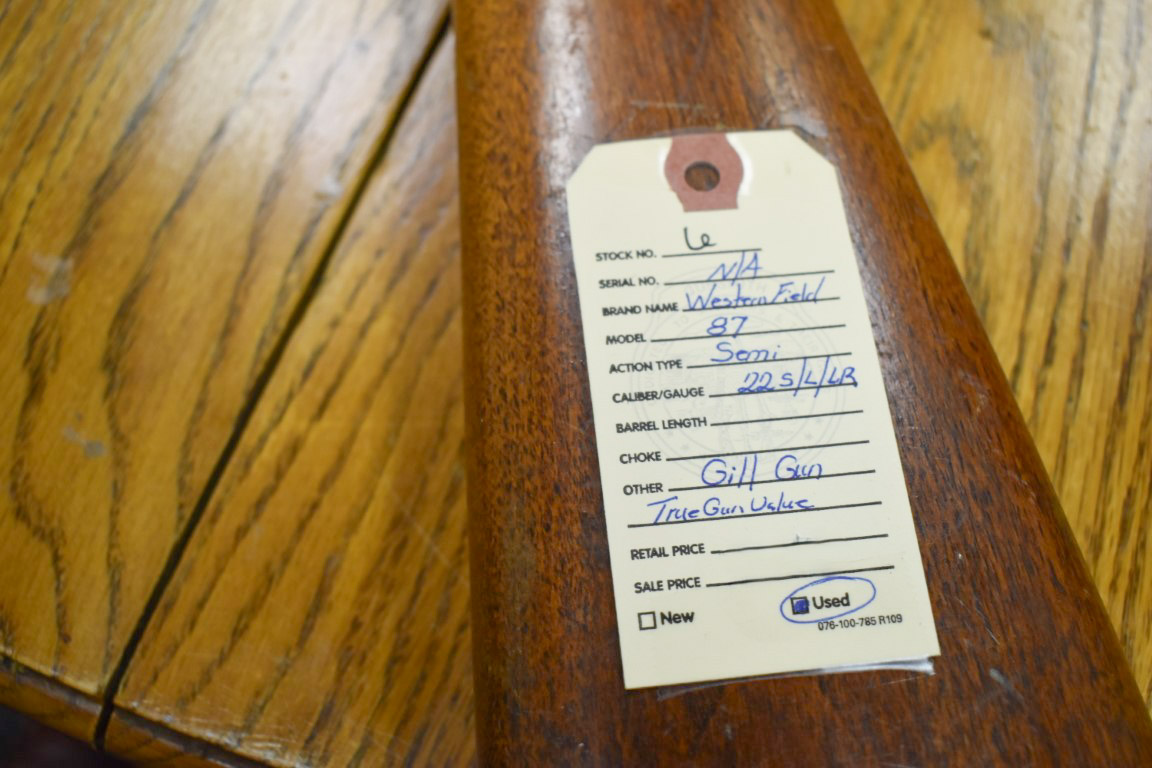 STOCK NO. 6
SERIAL NO. N/A
BRAND NAME Western Field
MODEL 87
ACTION TYPE Semi
CALIBER/GAUGE 22 S/L/LR
BARREL LENGTH
CHOKE
OTHER Gill Gun
True Gun Value
RETAIL PRICE
SALE PRICE
New Used
076-100-785 R109